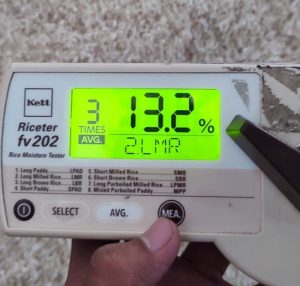 Kett
3
TIMES
AVG.
13.2 %
2.LMR
Riceter
fv202
Rice Moisture Tester
1. Long Paddy LPAD
2. Long Milled Rice LMR
3. Long Brown Rice LBR
4. Short Paddy SPAD
5. Short Milled Rice SMR
6. Short Brown Rice SBR
7. Long Parboiled Milled Rice LPMR
8. Mixed Parboiled Paddy MPP
SELECT
AVG.
MEA.